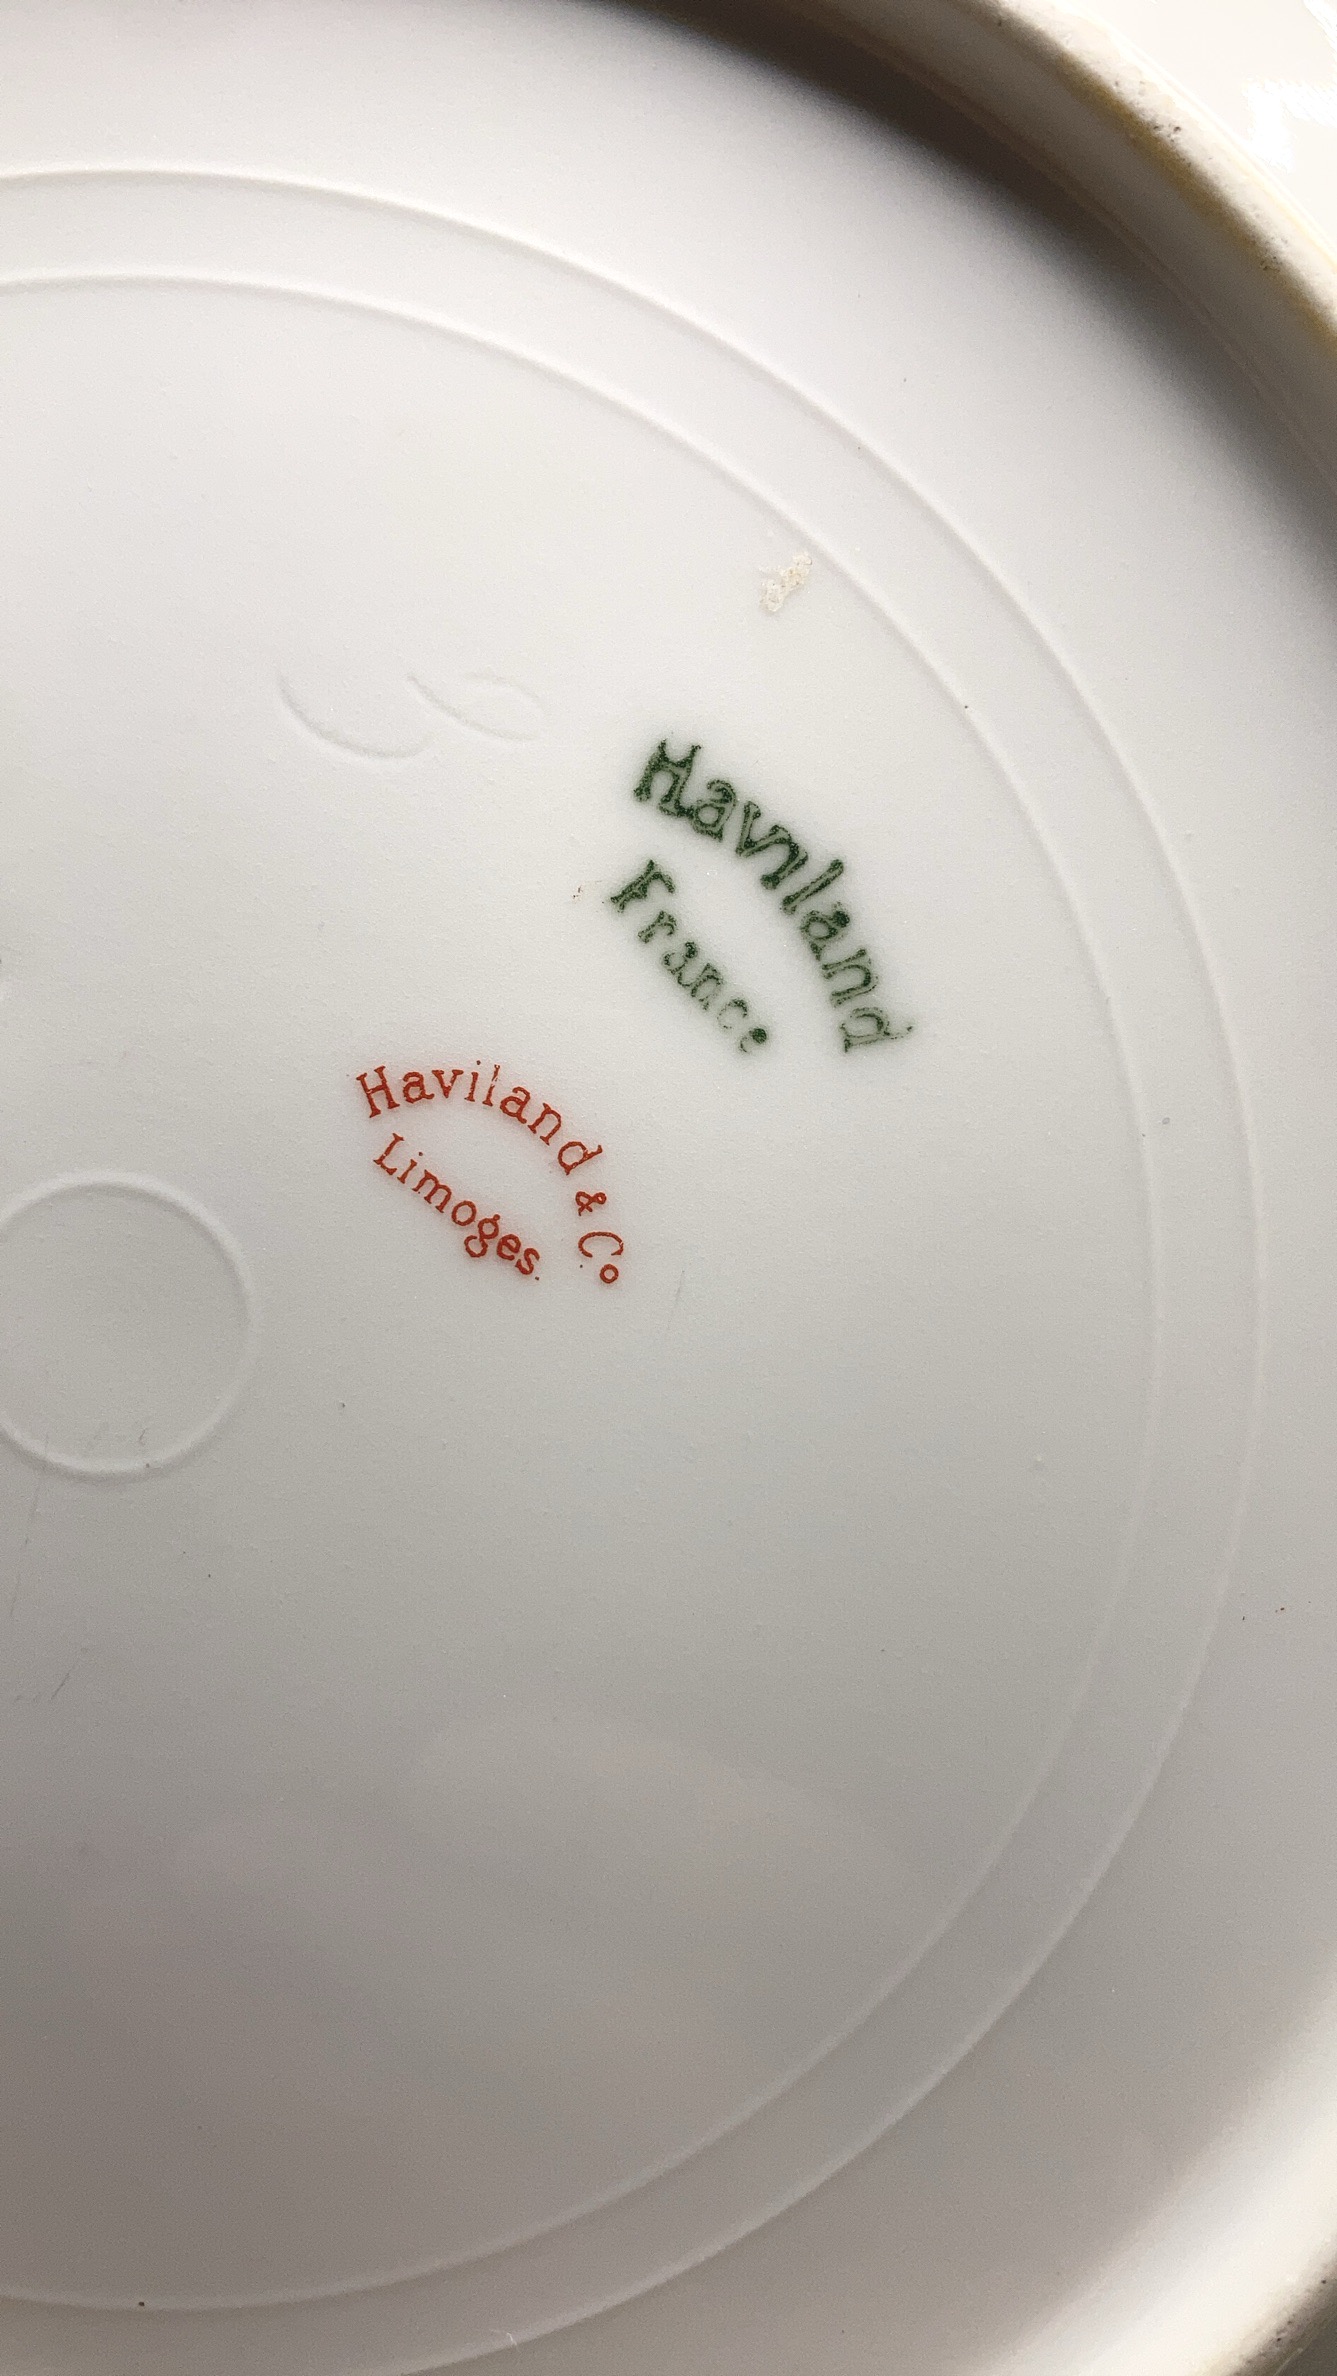 Haviland
France
Haviland & Co
Limoges.